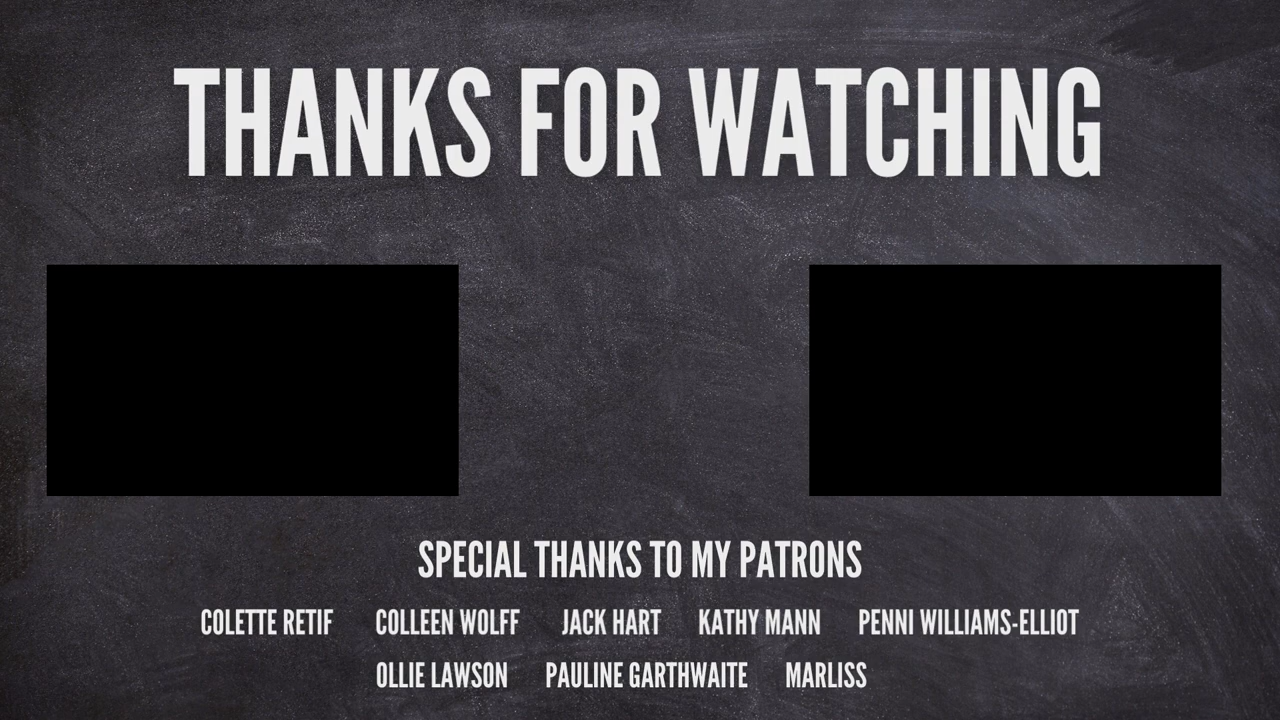 THANKS FOR WATCHING
SPECIAL THANKS TO MY PATRONS
COLETTE RETIF COLLEEN WOLFF JACK HART KATHY MANN PENNI WILLIAMS-ELLIOT
OLLIE LAWSON PAULINE GARTHWAITE MARLISS